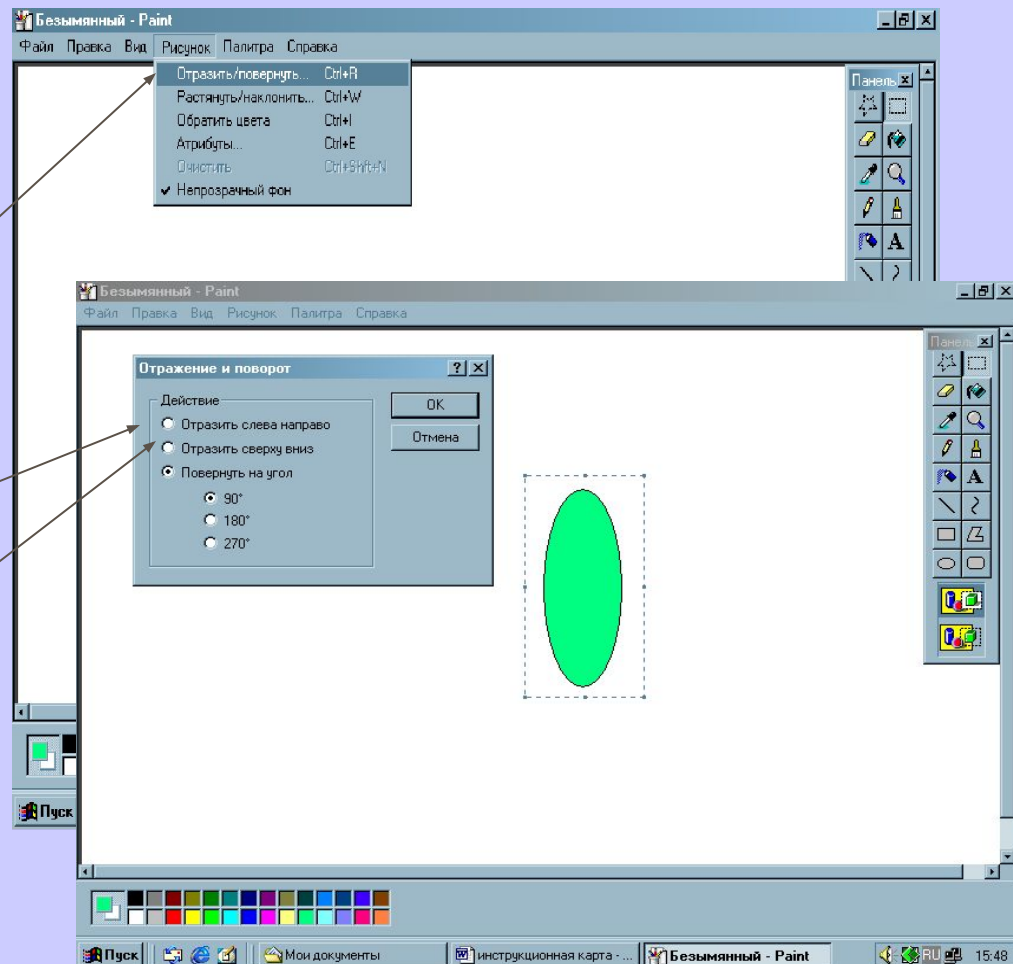 Безымянный - Paint
Файл Правка Вид Рисунок Палитра Справка
Отразить/повернуть... Ctrl+R
Растянуть/наклонить... Ctrl+W
Обратить цвета Ctrl+I
Атрибуты... Ctrl+E
Очистить Ctrl+Shft+N
Непрозрачный фон
Панель
A
Пуск
Безымянный - Paint
Файл Правка Вид Рисунок Палитра Справка
Панель
A
Отражение и поворот
Действие
Отразить слева направо
Отразить сверху вниз
Повернуть на угол
90°
180°
270°
OK
Отмена
Пуск Мои документы инструкционная карта - ... Безымянный - Paint RU 15:48